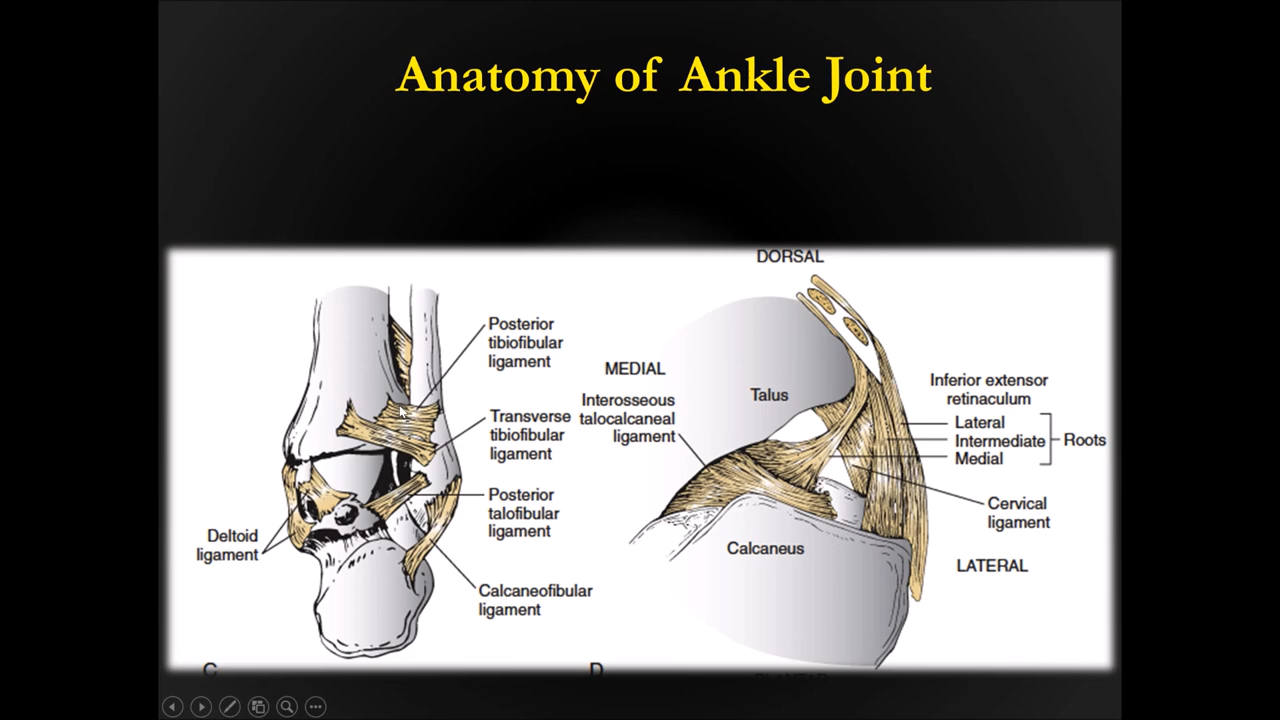 Anatomy of Ankle Joint
Posterior
tibiofibular
ligament
Transverse
tibiofibular
ligament
Posterior
talofibular
ligament
Deltoid
ligament
Calcaneofibular
ligament
C
DORSAL
MEDIAL
Interosseous
talocalcaneal
ligament
Talus
Inferior extensor
retinaculum
Lateral
Intermediate
Medial
Roots
Cervical
ligament
Calcaneus
LATERAL
D